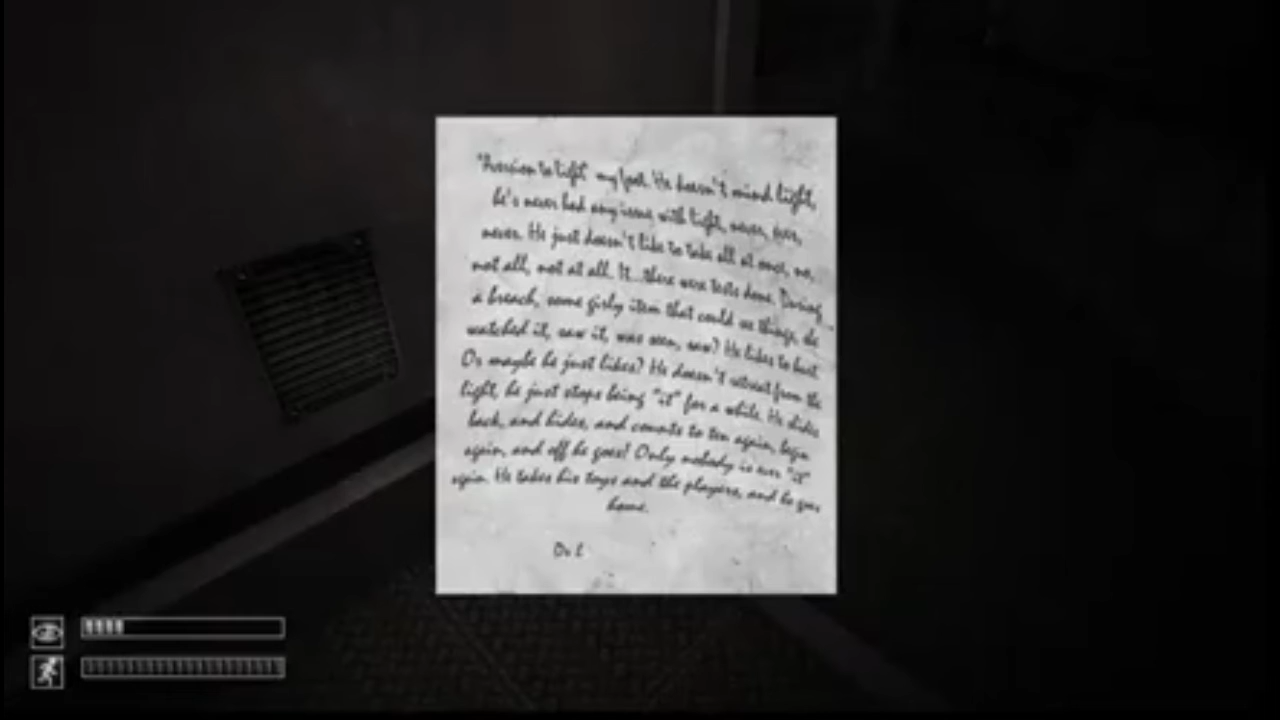 "Aversion to light" my foot. He doesn't mind light,
he's never had any issue with light, never, ever,
never. He just doesn't like to take all at once, no,
not all, not at all. It...there were tests done. During
a breach, some girly item that could see things, she
watched it, saw it, was seen, saw? He likes to hurt.
Or maybe he just likes? He doesn't retreat from the
light, he just stops being "it" for a while. He slides
back, and hides, and counts to ten again, begin
again, and off he goes! Only nobody is ever "it"
again. He takes his toys and the players, and he goes
home.
Dr. L